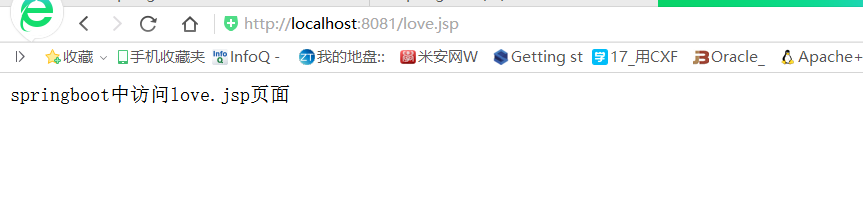 http://localhost:8081/love.jsp
收藏 手机收藏夹 InfoQ - 我的地盘:: 米安网W Getting st 17_用CXF Oracle_ Apache+
springboot中访问love.jsp页面